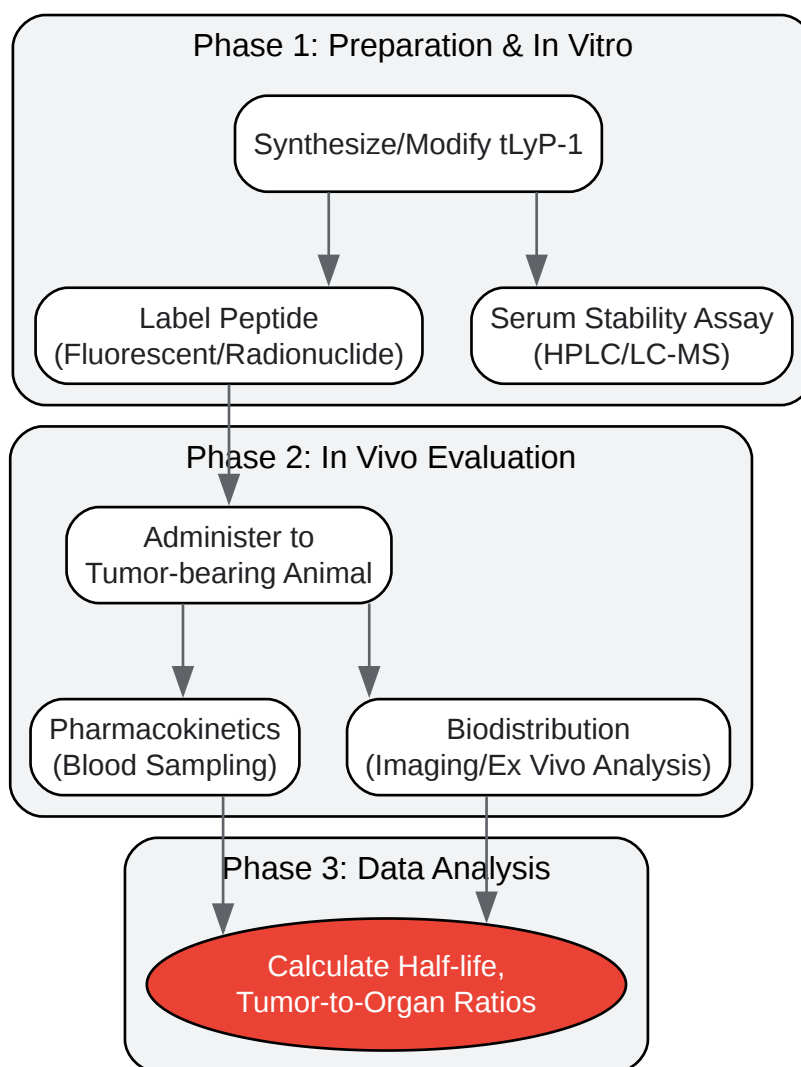 Phase 1: Preparation & In Vitro
Synthesize/Modify tLyP-1
Label Peptide
(Fluorescent/Radionuclide)
Serum Stability Assay
(HPLC/LC-MS)
Phase 2: In Vivo Evaluation
Administer to
Tumor-bearing Animal
Pharmacokinetics
(Blood Sampling)
Biodistribution
(Imaging/Ex Vivo Analysis)
Phase 3: Data Analysis
Calculate Half-life,
Tumor-to-Organ Ratios